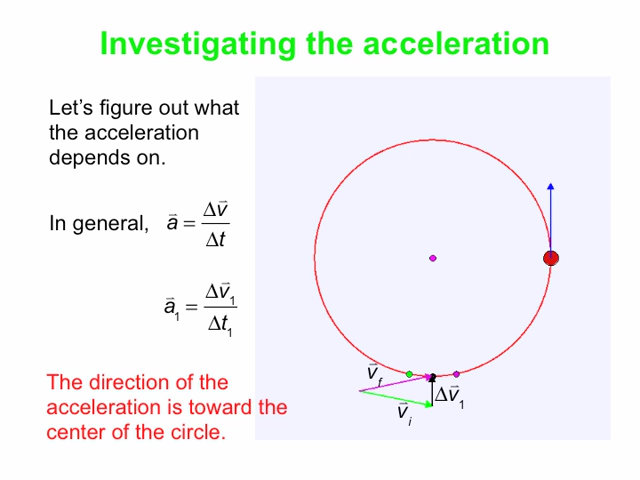 Investigating the acceleration
Let's figure out what
the acceleration
depends on.
In general, a⃗ = Δv⃗ / Δt
a⃗₁ = Δv⃗₁ / Δt₁
The direction of the
acceleration is toward the
center of the circle.
v⃗f
Δv⃗₁
v⃗i